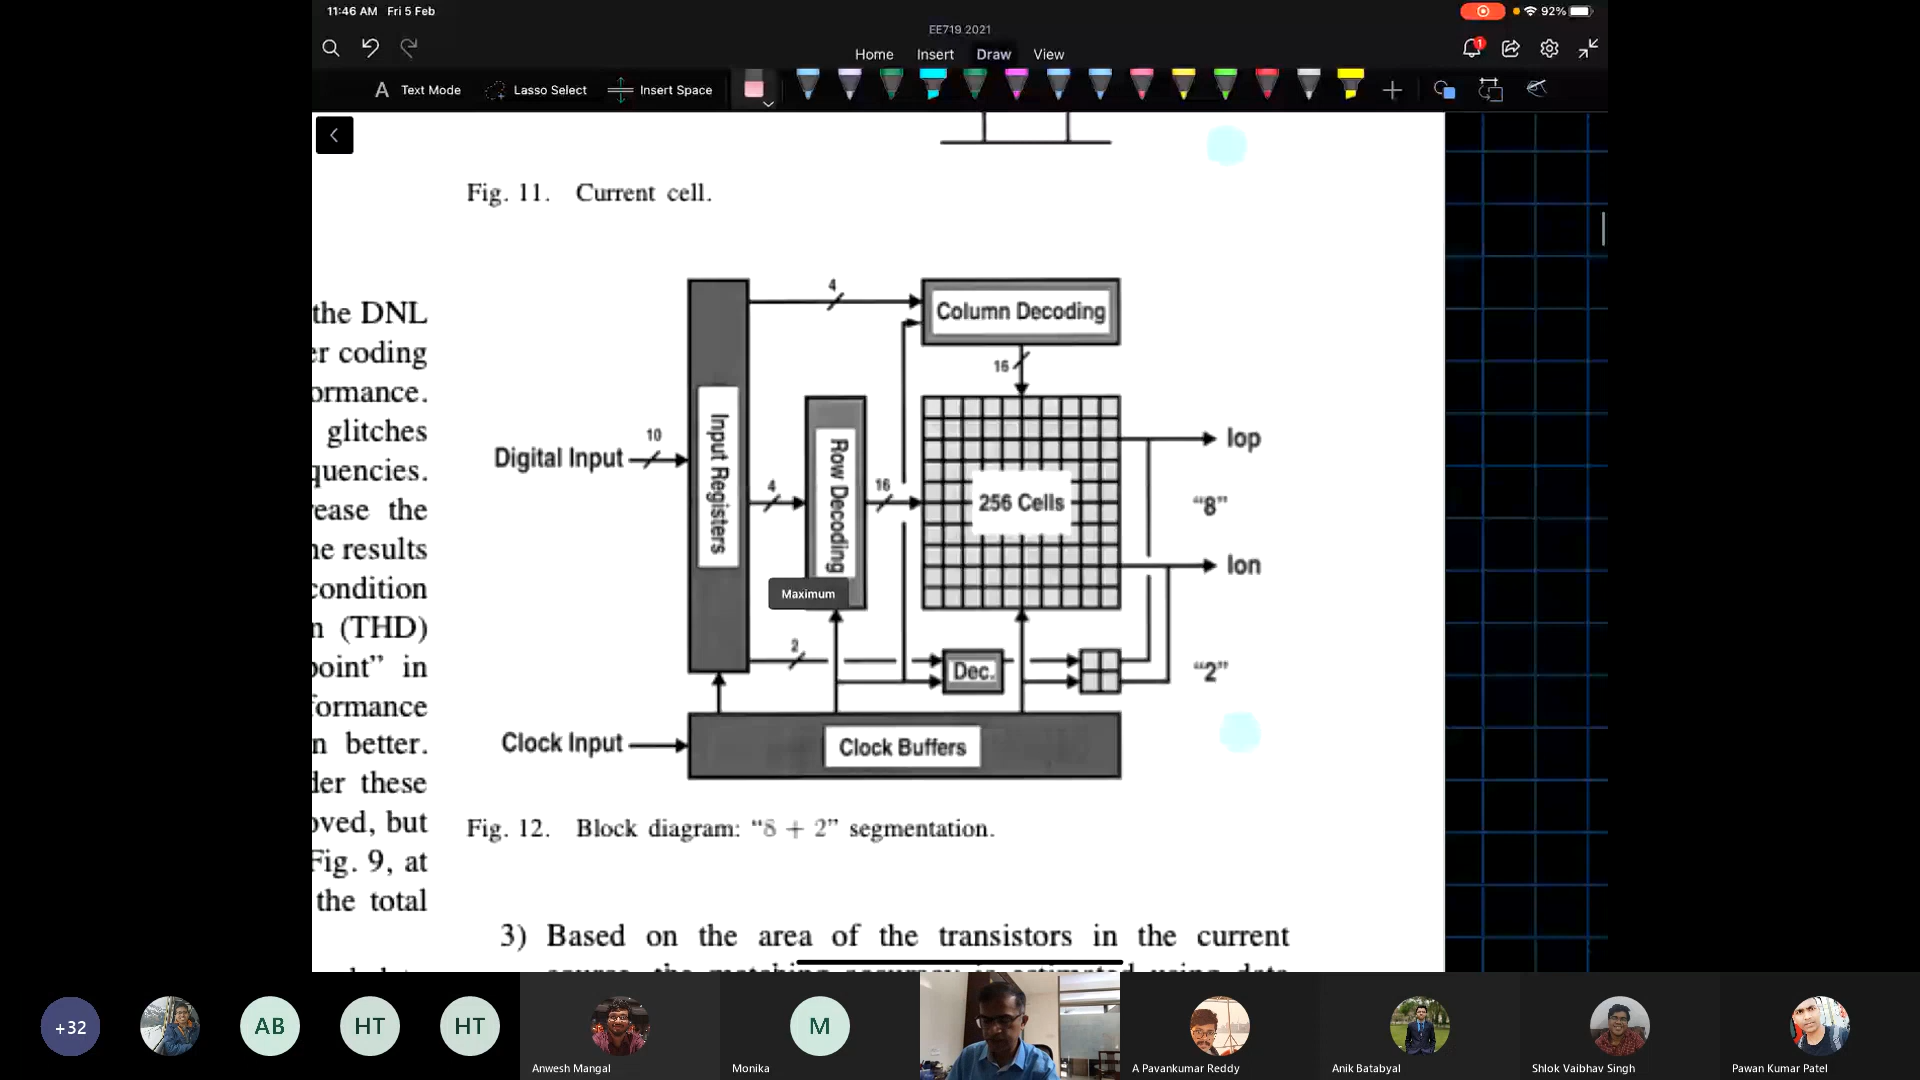 11:46 AM Fri 5 Feb
92%
EE719 2021
Home Insert Draw View
1
A Text Mode Lasso Select Insert Space
Fig. 11. Current cell.
the DNL
er coding
ormance.
glitches
quencies.
rease the
he results
condition
n (THD)
point” in
formance
n better.
der these
oved, but
Fig. 9, at
the total
4
Column Decoding
16
10
Digital Input
Input Registers
4
Row Decoding
16
256 Cells
Iop
“8”
Ion
Maximum
2
Dec.
“2”
Clock Input
Clock Buffers
Fig. 12. Block diagram: “8 + 2” segmentation.
3) Based on the area of the transistors in the current
+32
AB
HT
HT
M
Anwesh Mangal
Monika
A Pavankumar Reddy
Anik Batabyal
Shlok Vaibhav Singh
Pawan Kumar Patel